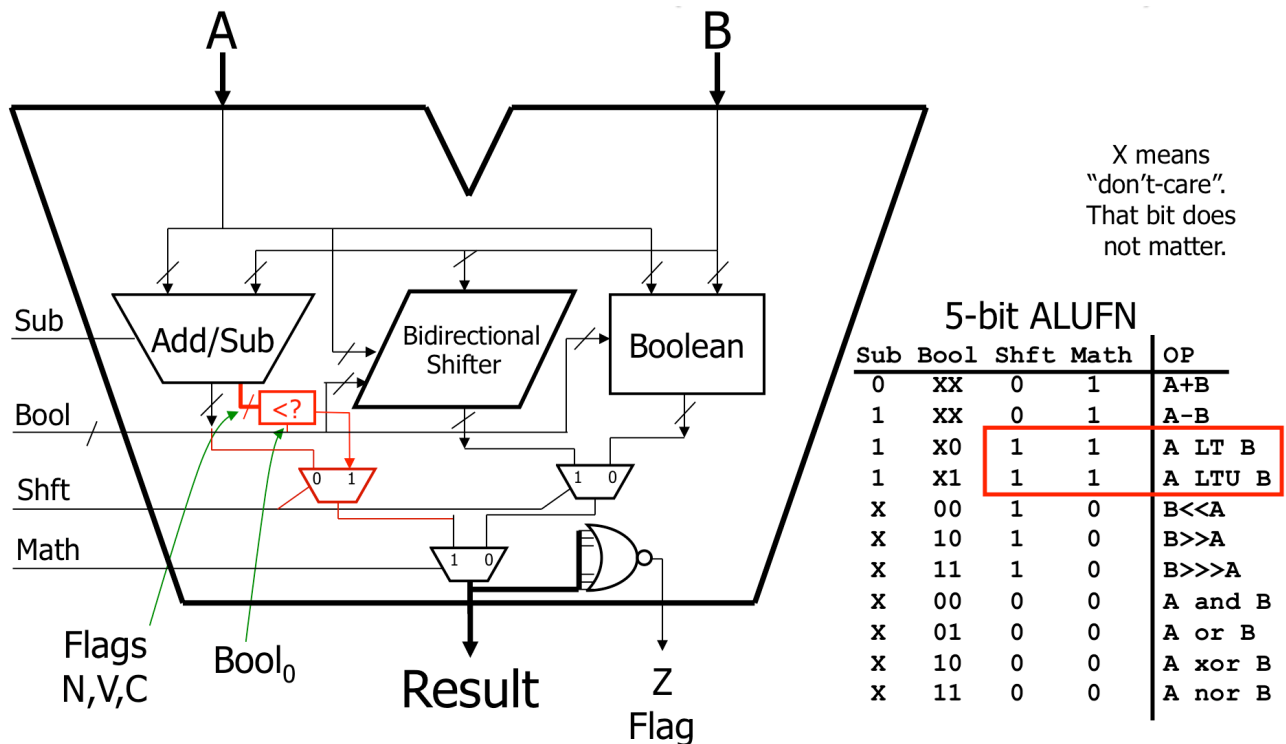 A
B
X means
“don’t-care”.
That bit does
not matter.
Sub
Add/Sub
Bidirectional
Shifter
Boolean
<?
Bool
0 1
1 0
Shft
Math
1 0
Flags
N,V,C
Bool0
Result
Z
Flag
5-bit ALUFN
Sub Bool Shft Math OP
0 XX 0 1 A+B
1 XX 0 1 A-B
1 X0 1 1 A LT B
1 X1 1 1 A LTU B
X 00 1 0 B<<A
X 10 1 0 B>>A
X 11 1 0 B>>>A
X 00 0 0 A and B
X 01 0 0 A or B
X 10 0 0 A xor B
X 11 0 0 A nor B